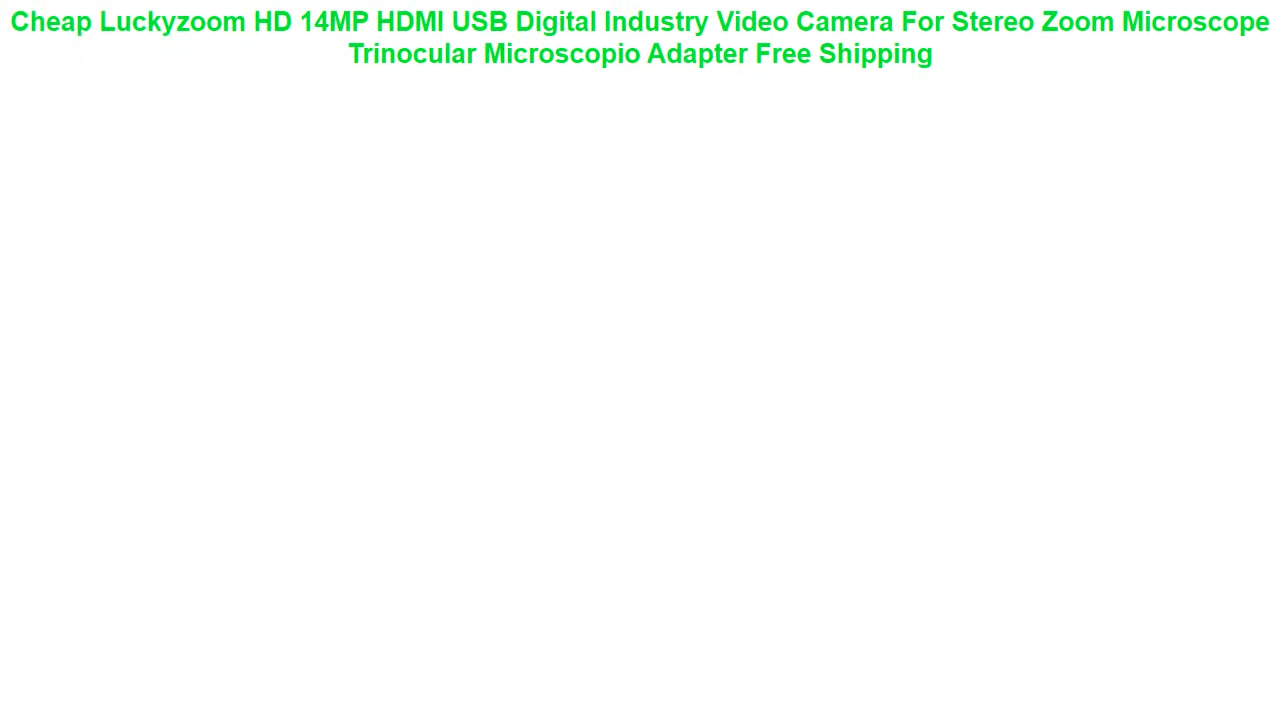 Cheap Luckyzoom HD 14MP HDMI USB Digital Industry Video Camera For Stereo Zoom Microscope
Trinocular Microscopio Adapter Free Shipping